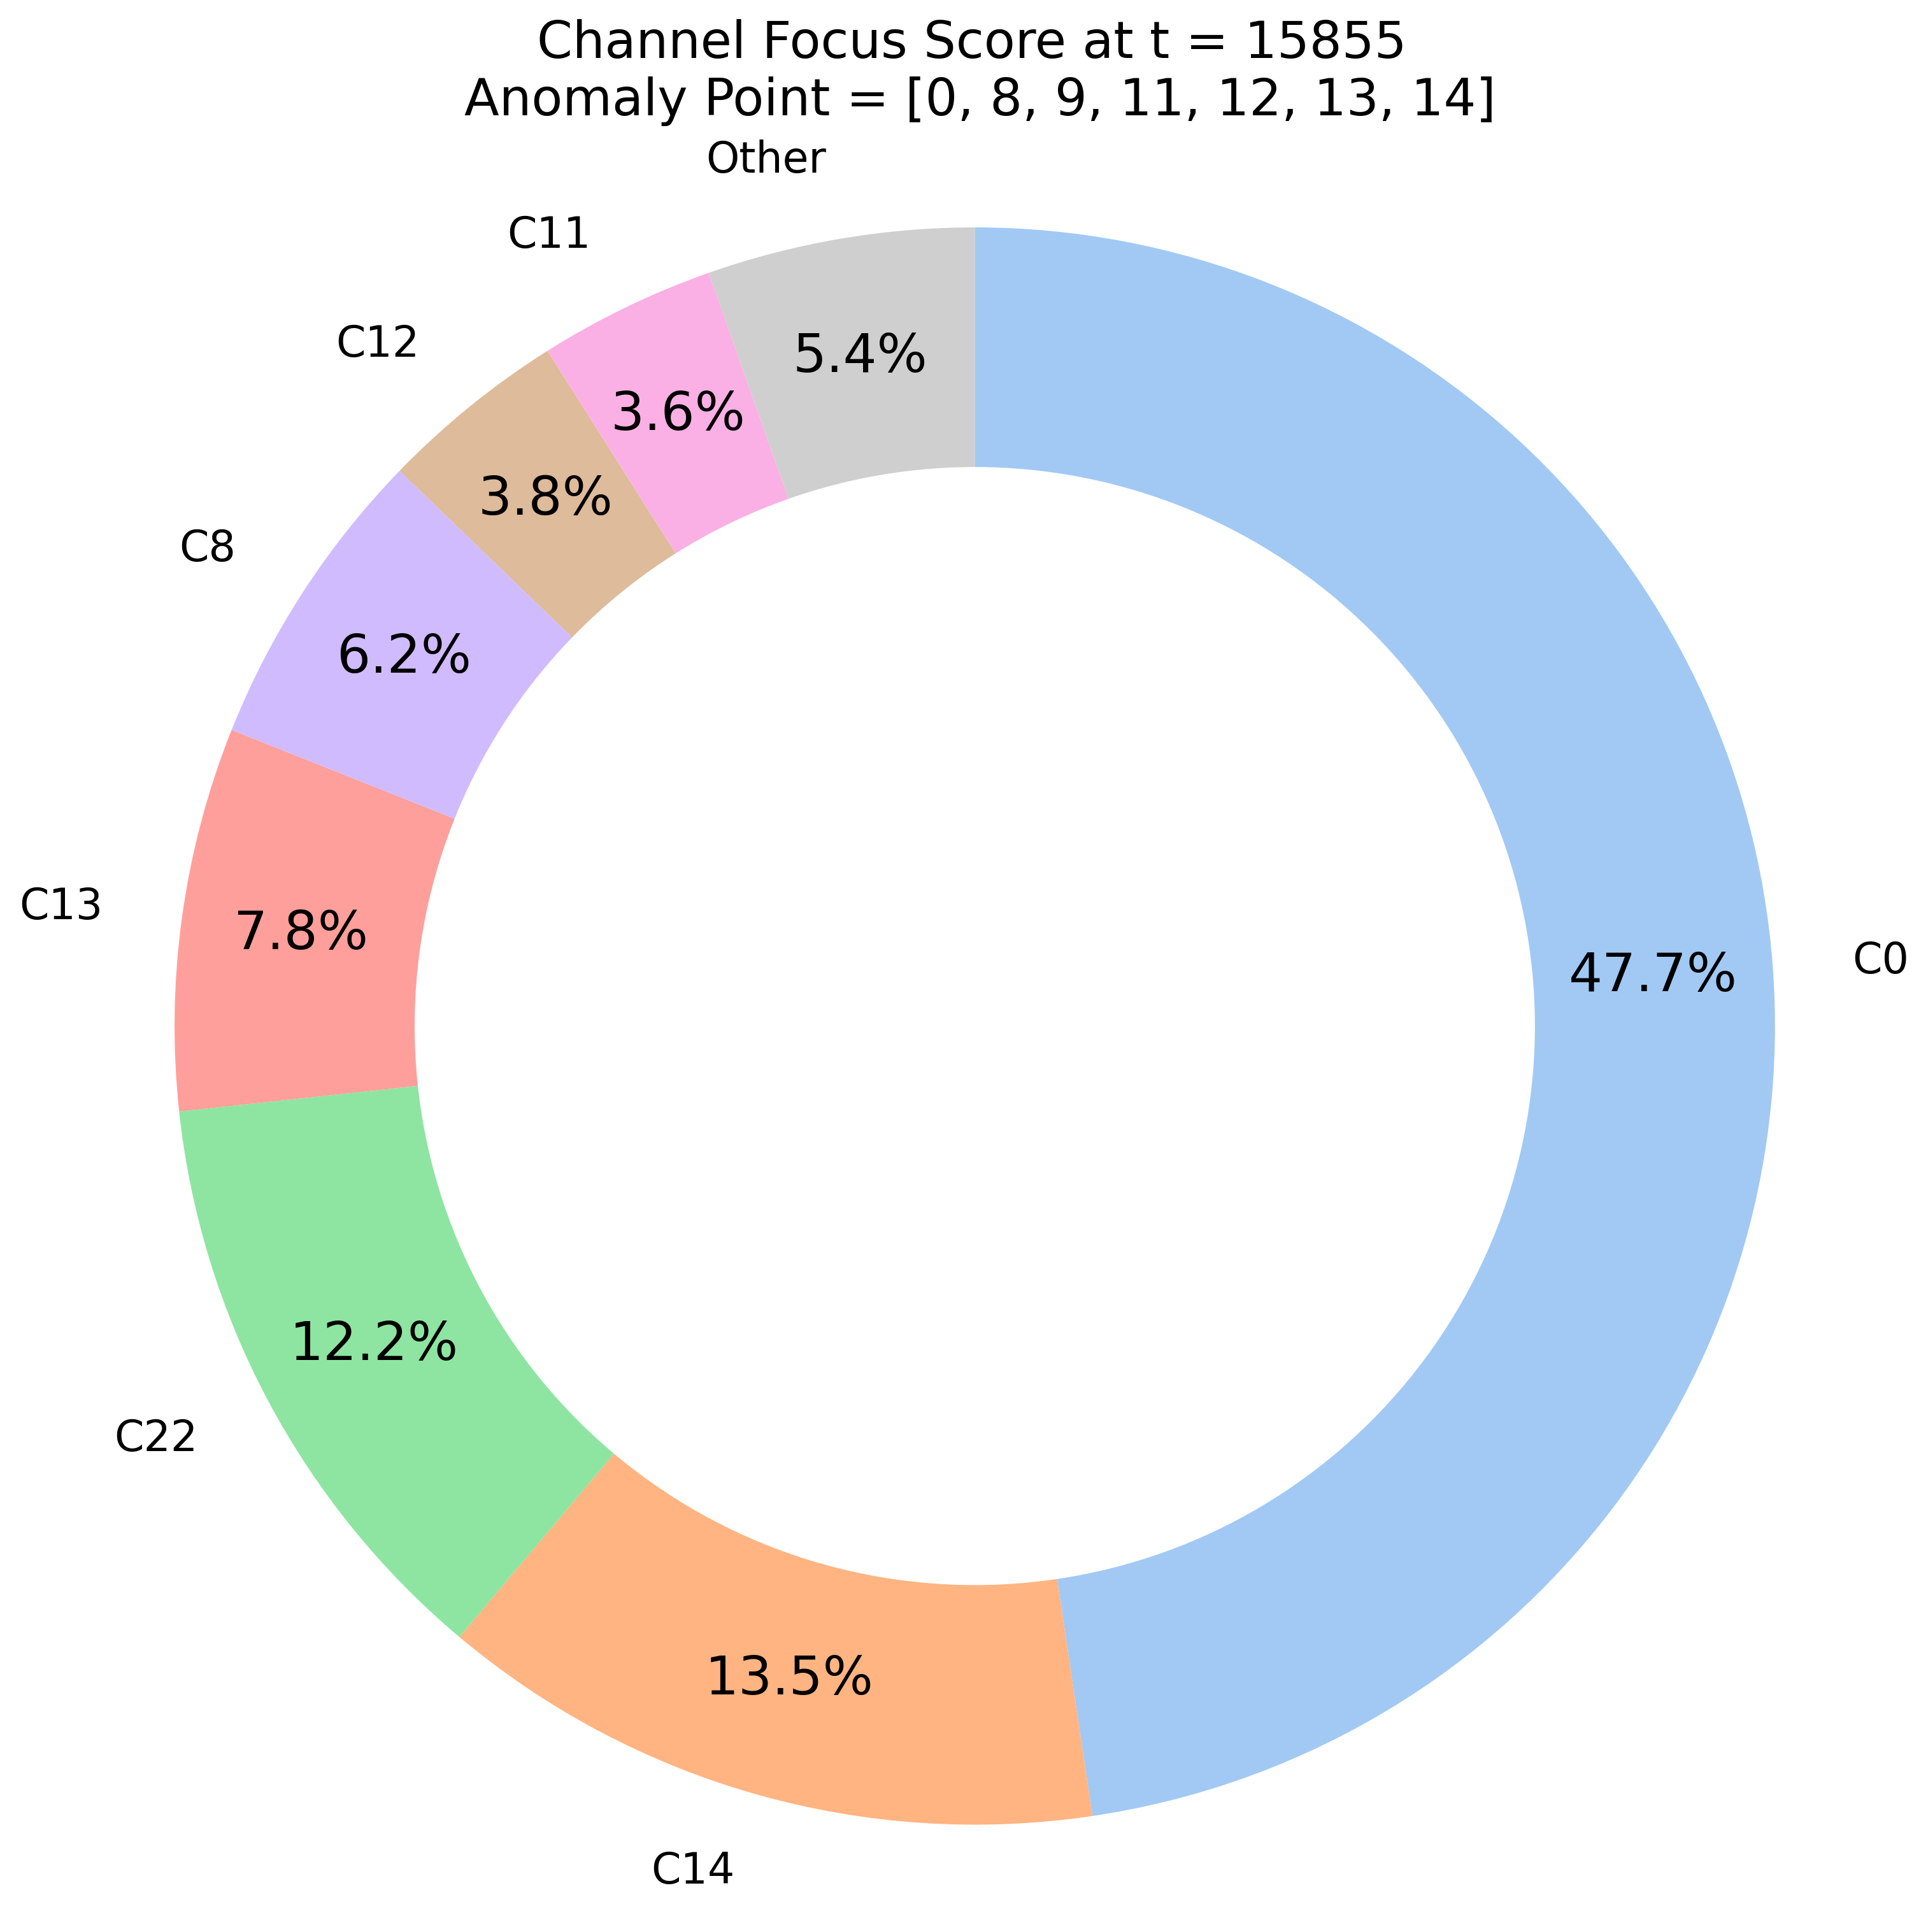 Channel Focus Score at t = 15855
Anomaly Point = [0, 8, 9, 11, 12, 13, 14]
Other
C11
C12
5.4%
3.6%
3.8%
C8
6.2%
C13
7.8%
C0
47.7%
12.2%
C22
13.5%
C14